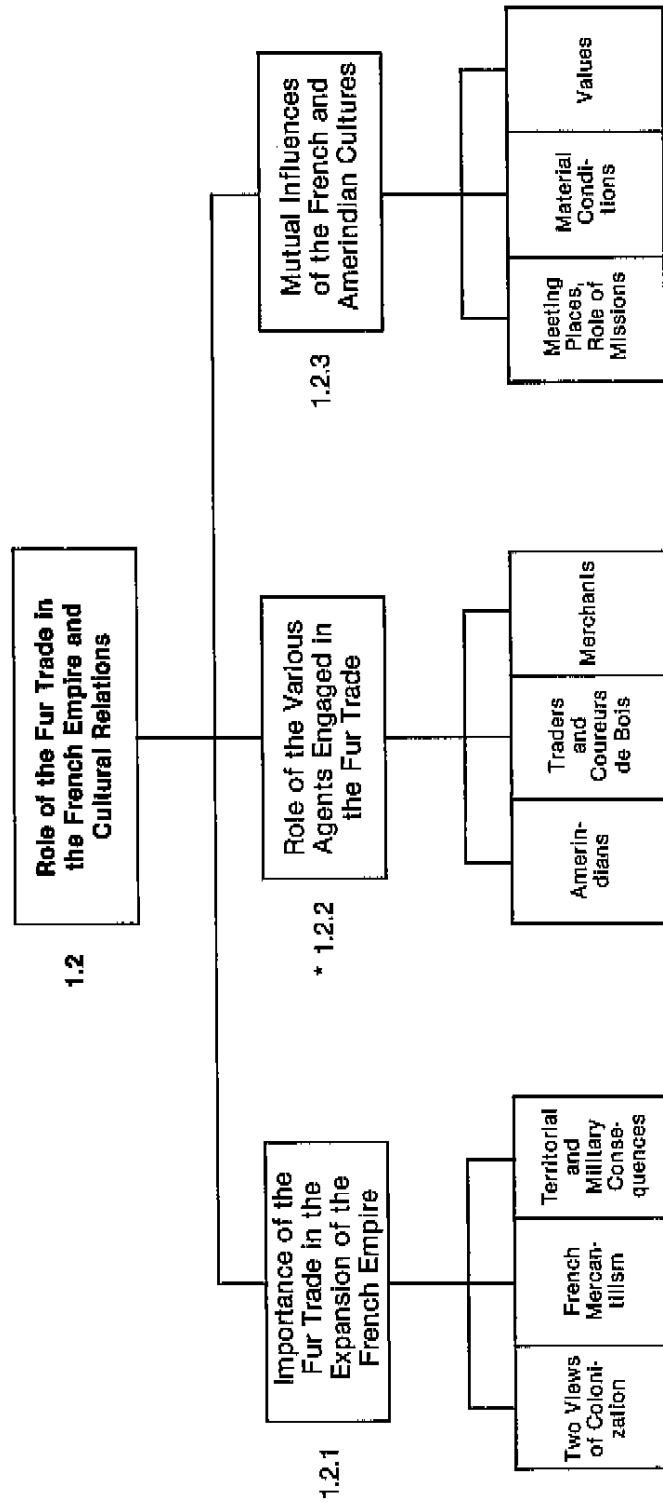 1.2
Role of the Fur Trade in
the French Empire and
Cultural Relations
1.2.1
Importance of the
Fur Trade in the
Expansion of the
French Empire
Two Views
of Coloni-
zation
French
Mercan-
tilism
Territorial
and
Military
Conse-
quences
* 1.2.2
Role of the Various
Agents Engaged in
the Fur Trade
Amerin-
dians
Traders
and
Coureurs
de Bois
Merchants
1.2.3
Mutual Influences
of the French and
Amerindian Cultures
Meeting
Places,
Role of
Missions
Material
Condi-
tions
Values